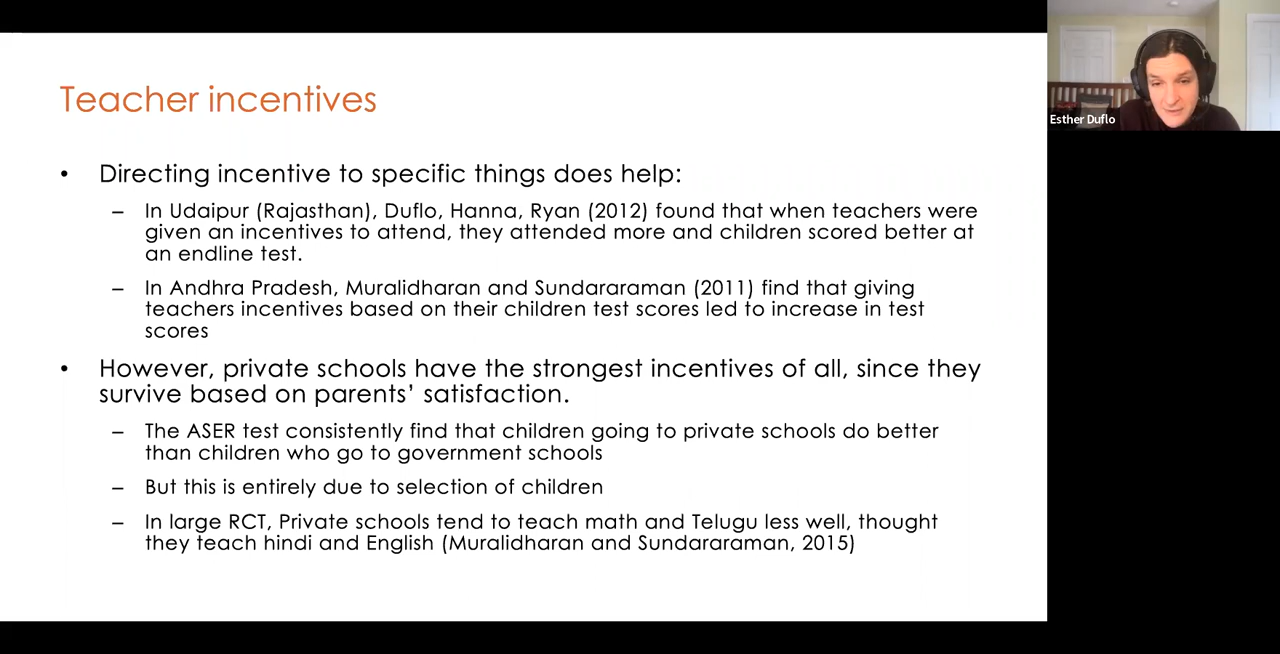 Teacher incentives
• Directing incentive to specific things does help:
– In Udaipur (Rajasthan), Duflo, Hanna, Ryan (2012) found that when teachers were
given an incentives to attend, they attended more and children scored better at
an endline test.
– In Andhra Pradesh, Muralidharan and Sundararaman (2011) find that giving
teachers incentives based on their children test scores led to increase in test
scores
• However, private schools have the strongest incentives of all, since they
survive based on parents’ satisfaction.
– The ASER test consistently find that children going to private schools do better
than children who go to government schools
– But this is entirely due to selection of children
– In large RCT, Private schools tend to teach math and Telugu less well, thought
they teach hindi and English (Muralidharan and Sundararaman, 2015)
Esther Duflo